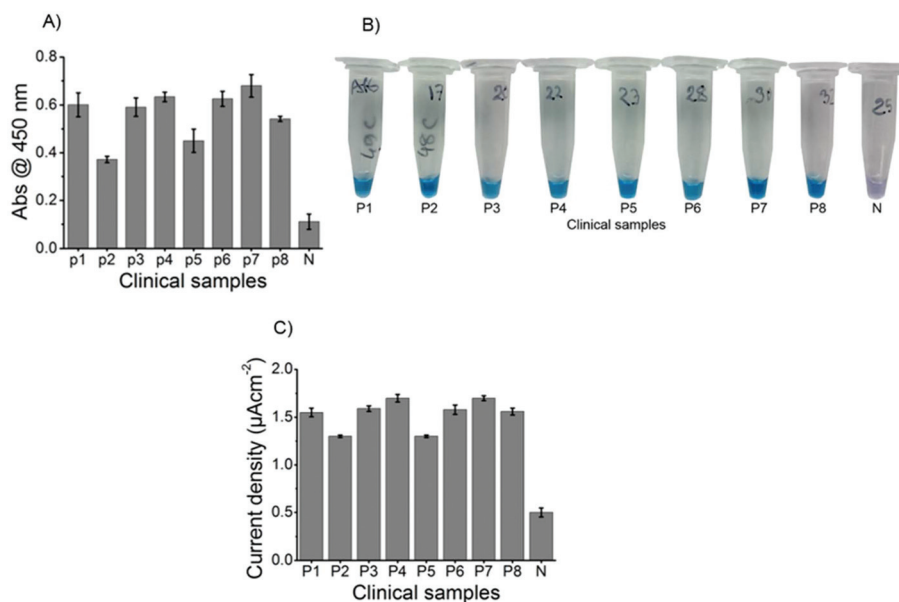 A)
Abs @ 450 nm
0.8
0.6
0.4
0.2
0.0
p1 p2 p3 p4 p5 p6 p7 p8 N
Clinical samples
B)
17 22 23 28 25
49C 48C
P1 P2 P3 P4 P5 P6 P7 P8 N
Clinical samples
C)
Current density (µAcm⁻²)
2.0
1.5
1.0
0.5
0.0
P1 P2 P3 P4 P5 P6 P7 P8 N
Clinical samples